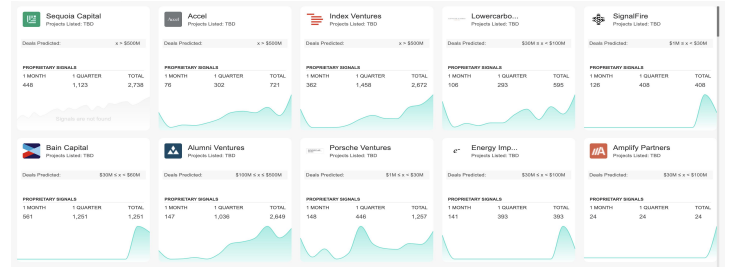 Sequoia Capital
Projects Listed: TBD
Deals Predicted: x > $500M
PROPRIETARY SIGNALS
1 MONTH 1 QUARTER TOTAL
448 1,123 2,738
Signals are not found
Accel
Accel
Projects Listed: TBD
Deals Predicted: x > $500M
PROPRIETARY SIGNALS
1 MONTH 1 QUARTER TOTAL
76 302 721
Index Ventures
Projects Listed: TBD
Deals Predicted: x > $500M
PROPRIETARY SIGNALS
1 MONTH 1 QUARTER TOTAL
362 1,458 2,672
Lowercarbo...
Projects Listed: TBD
Deals Predicted: $30M ≤ x < $100M
PROPRIETARY SIGNALS
1 MONTH 1 QUARTER TOTAL
106 293 595
SignalFire
Projects Listed: TBD
Deals Predicted: $1M ≤ x < $30M
PROPRIETARY SIGNALS
1 MONTH 1 QUARTER TOTAL
126 408 408
Bain Capital
Projects Listed: TBD
Deals Predicted: $30M ≤ x < $60M
PROPRIETARY SIGNALS
1 MONTH 1 QUARTER TOTAL
561 1,251 1,251
Alumni Ventures
Projects Listed: TBD
Deals Predicted: $100M ≤ x ≤ $500M
PROPRIETARY SIGNALS
1 MONTH 1 QUARTER TOTAL
147 1,036 2,649
Porsche Ventures
Projects Listed: TBD
Deals Predicted: $1M ≤ x < $30M
PROPRIETARY SIGNALS
1 MONTH 1 QUARTER TOTAL
148 446 1,257
e-
Energy Imp...
Projects Listed: TBD
Deals Predicted: $30M ≤ x < $100M
PROPRIETARY SIGNALS
1 MONTH 1 QUARTER TOTAL
141 393 393
Amplify Partners
Projects Listed: TBD
Deals Predicted: $30M ≤ x < $100M
PROPRIETARY SIGNALS
1 MONTH 1 QUARTER TOTAL
24 24 24